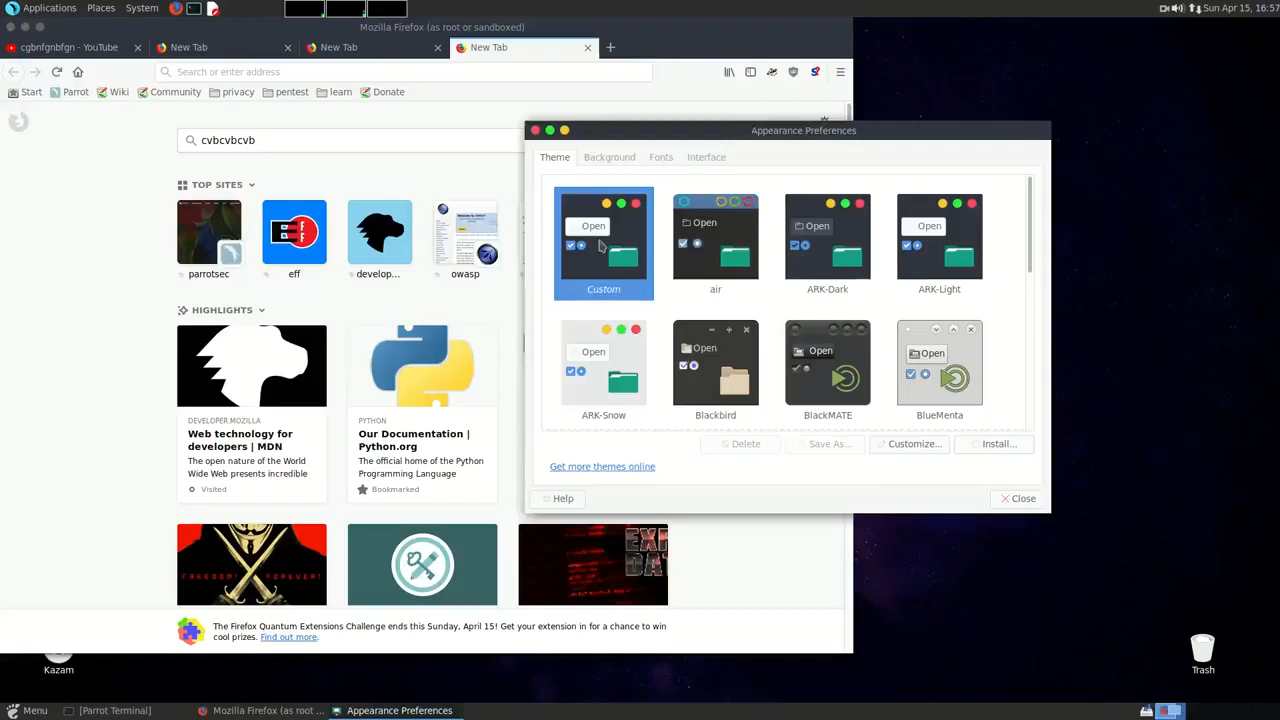 Applications Places System
Sun Apr 15, 16:57
Mozilla Firefox (as root or sandboxed)
cgbnfgnbfgn - YouTube
New Tab
New Tab
New Tab
Search or enter address
Start Parrot Wiki Community privacy pentest learn Donate
cvbcvbcvb
TOP SITES
parrotsec eff develop... owasp
HIGHLIGHTS
DEVELOPER.MOZILLA
Web technology for
developers | MDN
The open nature of the World
Wide Web presents incredible
Visited
PYTHON
Our Documentation |
Python.org
The official home of the Python
Programming Language
Bookmarked
FREEDOM! FOREVER!
EXP
DAT
The Firefox Quantum Extensions Challenge ends this Sunday, April 15! Get your extension in for a chance to win
cool prizes. Find out more.
Appearance Preferences
Theme Background Fonts Interface
Open
Custom
Open
air
Open
ARK-Dark
Open
ARK-Light
Open
ARK-Snow
Open
Blackbird
Open
BlackMATE
Open
BlueMenta
Delete Save As... Customize... Install...
Get more themes online
Help Close
Kazam
Trash
Menu [Parrot Terminal] Mozilla Firefox (as root ... Appearance Preferences